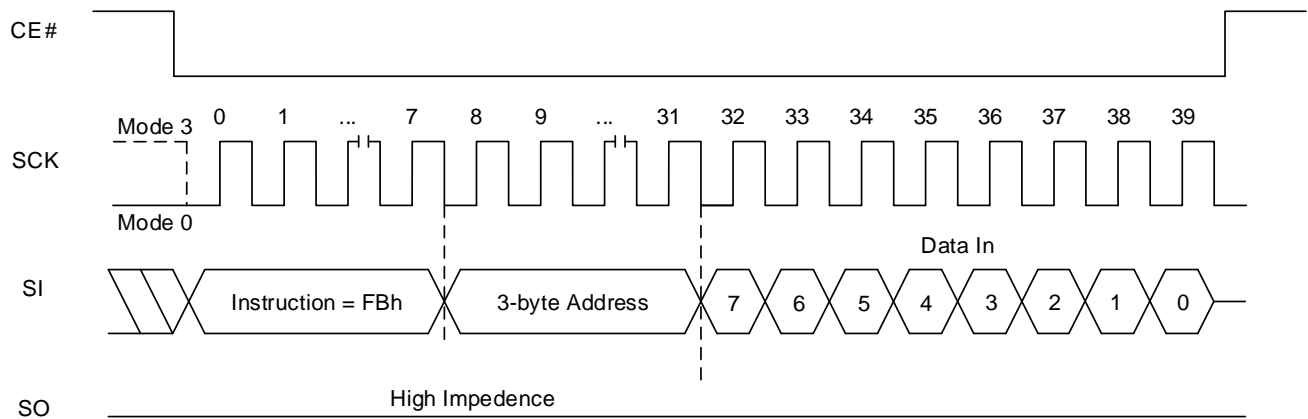 CE#
0 1 ... 7 8 9 ... 31 32 33 34 35 36 37 38 39
Mode 3
SCK
Mode 0
Data In
SI
Instruction = FBh 3-byte Address 7 6 5 4 3 2 1 0
High Impedence
SO